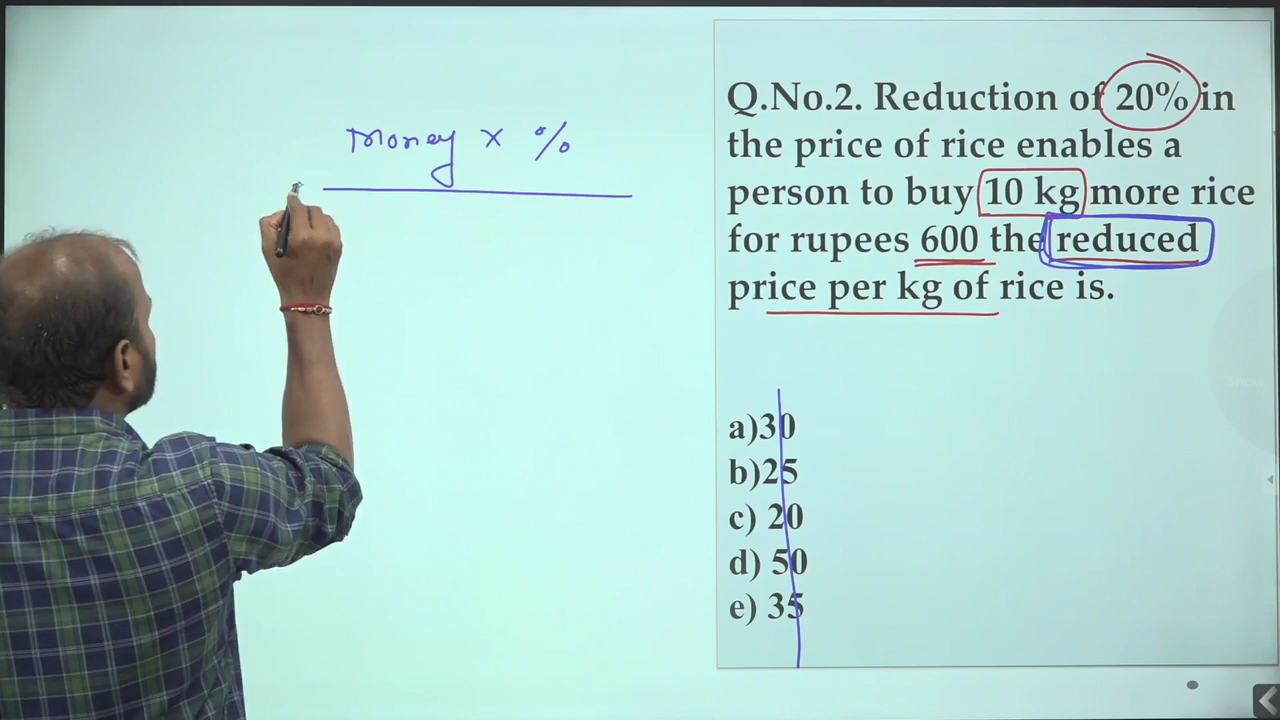 Money × %
Q.No.2. Reduction of 20% in
the price of rice enables a
person to buy 10 kg more rice
for rupees 600 the reduced
price per kg of rice is.
a)30
b)25
c) 20
d) 50
e) 35